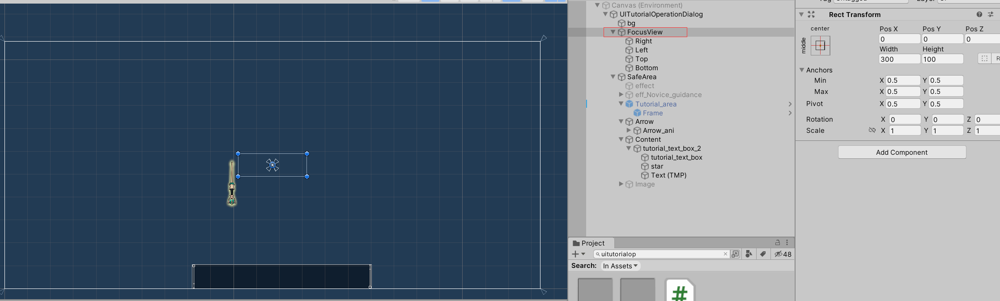 Canvas (Environment)
UITutorialOperationDialog
bg
FocusView
Right
Left
Top
Bottom
SafeArea
effect
eff_Novice_guidance
Tutorial_area
Frame
Arrow
Arrow_ani
Content
tutorial_text_box_2
tutorial_text_box
star
Text (TMP)
Image
Project
uitutorialop
48
Search: In Assets
#
Rect Transform
center
middle
Pos X Pos Y Pos Z
0 0 0
Width Height
300 100
R
Anchors
Min X 0.5 Y 0.5
Max X 0.5 Y 0.5
Pivot X 0.5 Y 0.5
Rotation X 0 Y 0 Z 0
Scale X 1 Y 1 Z 1
Add Component